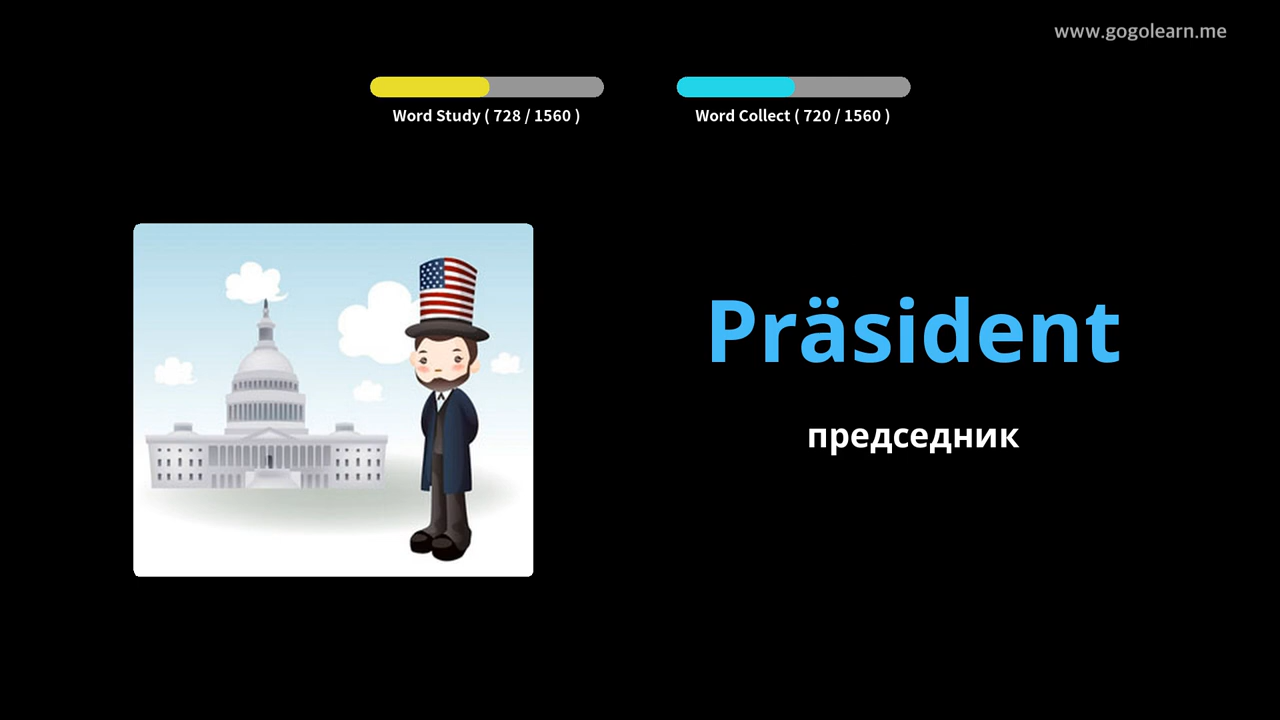 www.gogolearn.me
Word Study ( 728 / 1560 )
Word Collect ( 720 / 1560 )
Präsident
председник